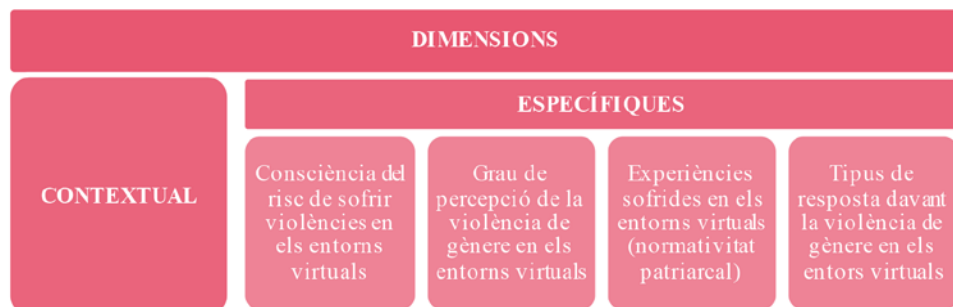 DIMENSIONS
CONTEXTUAL
ESPECÍFIQUES
Consciència del
risc de sofrir
violències en
els entorns
virtuals
Grau de
percepció de la
violència de
gènere en els
entorns virtuals
Experiències
sofrides en els
entorns virtuals
(normativitat
patriarcal)
Tipus de
resposta davant
la violència de
gènere en els
entors virtuals